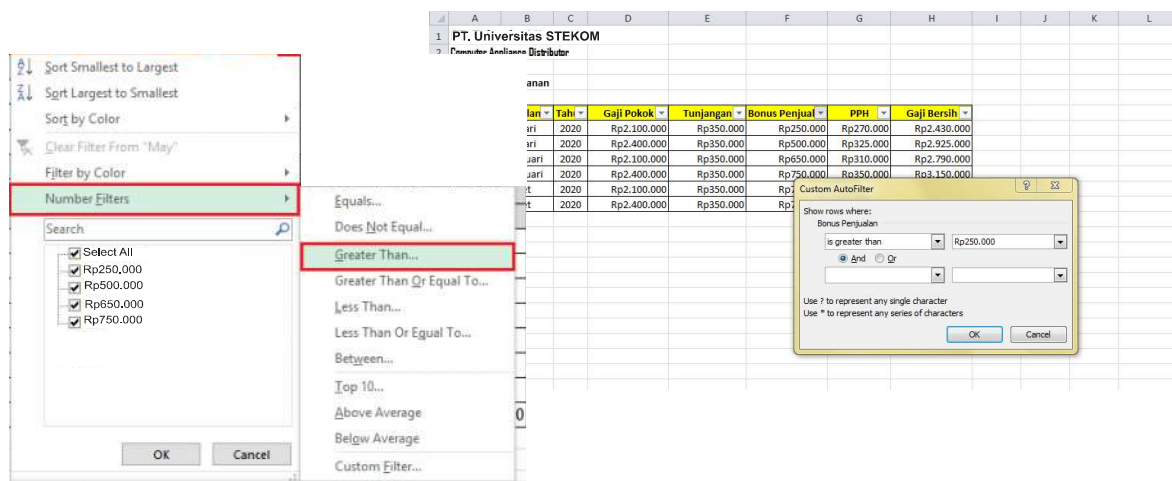 A B C D E F G H I J K L
1 PT. Universitas STEKOM
2 Computer Appliance Distributor
anan
lan Tahu Gaji Pokok Tunjangan Bonus Penjual PPH Gaji Bersih
ari 2020 Rp2.100.000 Rp350.000 Rp250.000 Rp270.000 Rp2.430.000
ari 2020 Rp2.400.000 Rp350.000 Rp500.000 Rp325.000 Rp2.925.000
uari 2020 Rp2.100.000 Rp350.000 Rp650.000 Rp310.000 Rp2.790.000
uari 2020 Rp2.400.000 Rp350.000 Rp750.000 Rp350.000 Rp3.150.000
et 2020 Rp2.100.000 Rp350.000 Rp7
et 2020 Rp2.400.000 Rp350.000 Rp7
Sort Smallest to Largest
Sort Largest to Smallest
Sort by Color
Clear Filter From "May"
Filter by Color
Number Filters
Search
Select All
Rp250.000
Rp500.000
Rp650.000
Rp750.000
OK Cancel
Equals...
Does Not Equal...
Greater Than...
Greater Than Or Equal To...
Less Than...
Less Than Or Equal To...
Between...
Top 10...
Above Average
Below Average
Custom Filter...
0
Custom AutoFilter
Show rows where:
Bonus Penjualan
is greater than Rp250.000
And Or
Use ? to represent any single character
Use * to represent any series of characters
OK Cancel